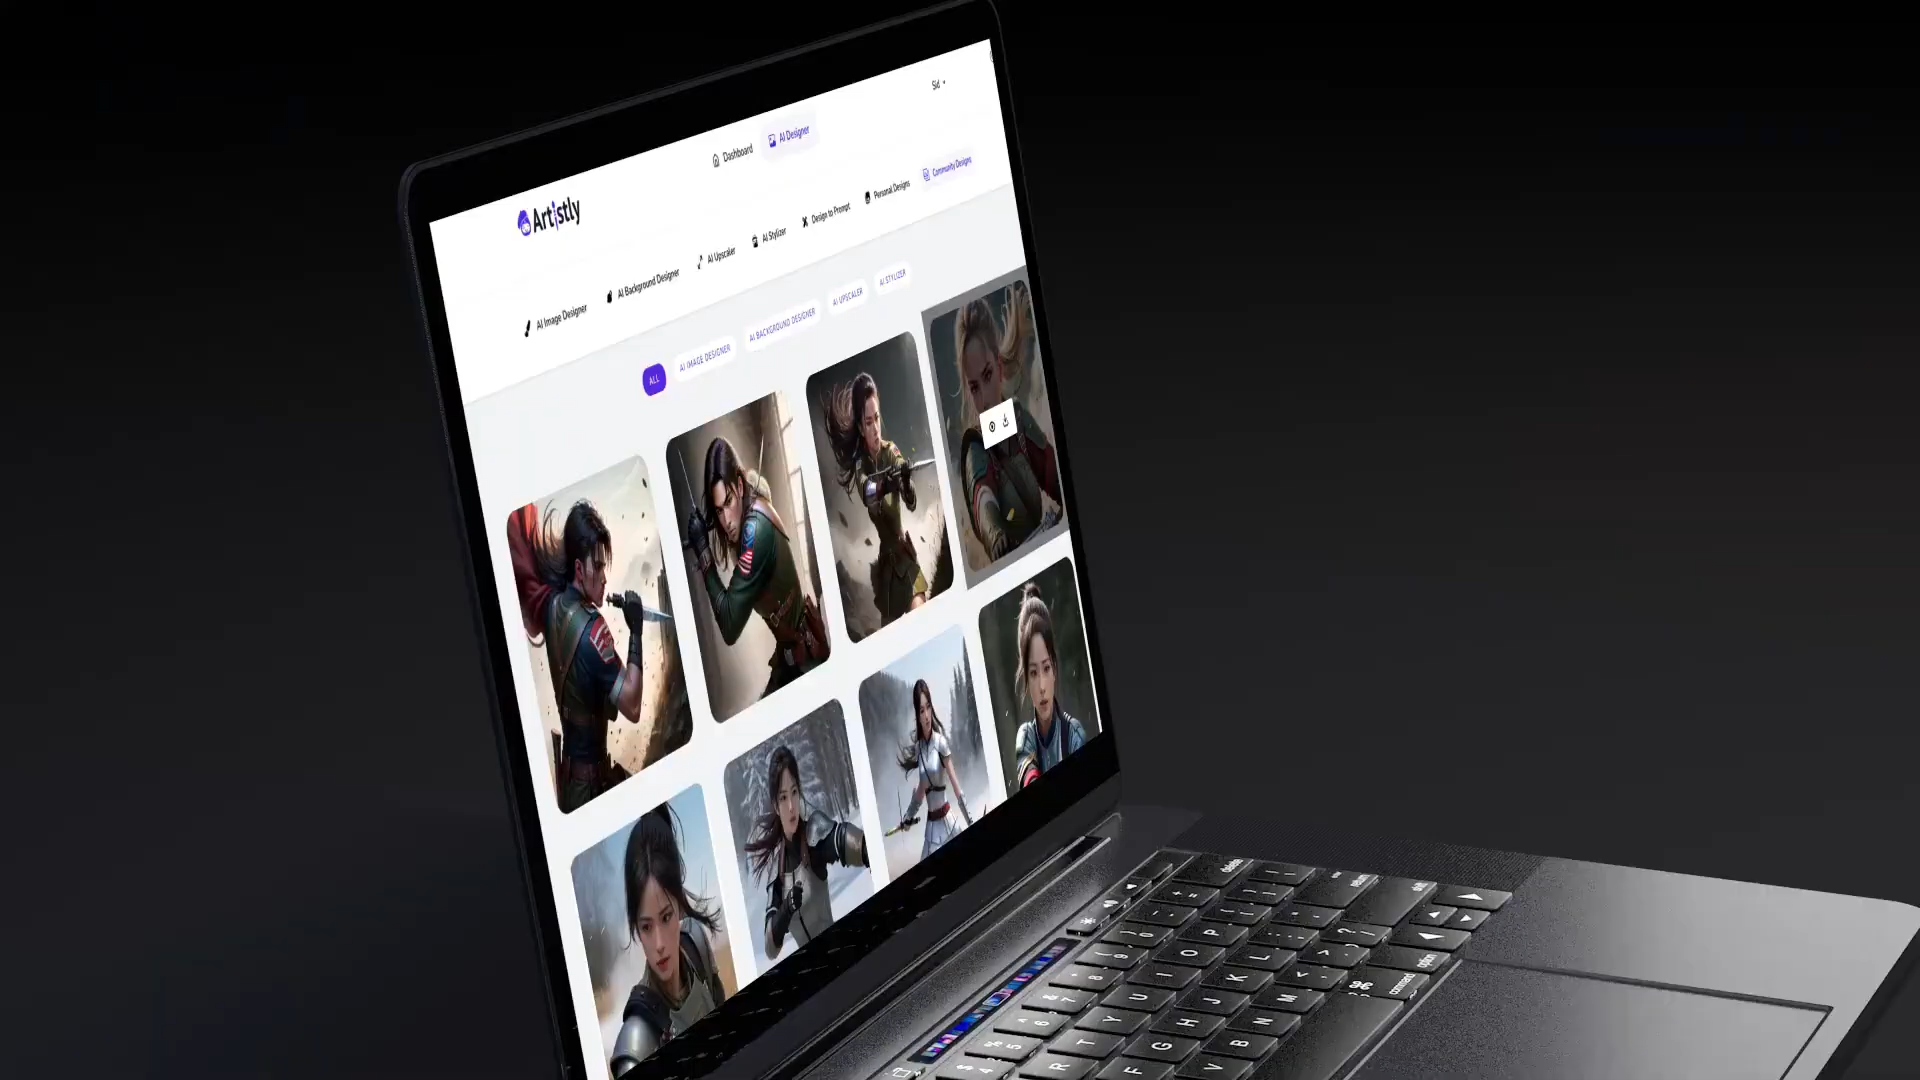 Sid
Dashboard
AI Designer
Artistly
AI Image Designer
AI Background Designer
AI Upscaler
AI Stylizer
Design to Prompt
Personal Designs
Community Designs
ALL
AI IMAGE DESIGNER
AI BACKGROUND DESIGNER
AI UPSCALER
AI STYLIZER
delete
return
shift
option
command
O P
I K L
U J M
Y H N
T G B
R F V